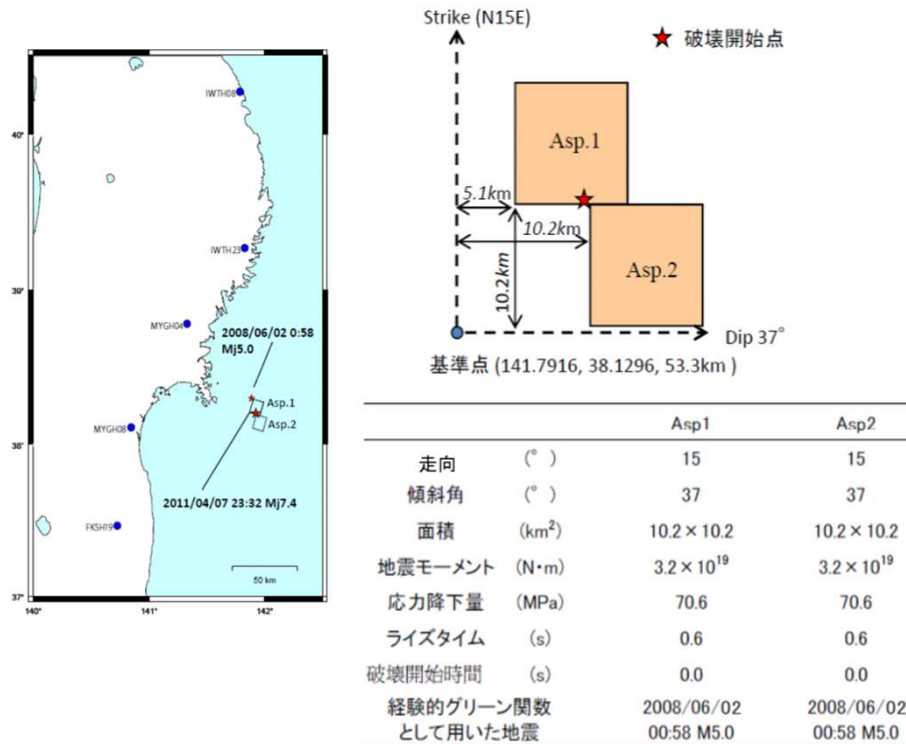 40°
39°
38°
37°
140°
141°
142°
IWTH08
IWTH23
MYGH04
2008/06/02 0:58
Mj5.0
Asp.1
Asp.2
MYGH08
2011/04/07 23:32 Mj7.4
FKSH19
50 km
Strike (N15E)
破壊開始点
Asp.1
5.1km
10.2km
10.2km
Asp.2
Dip 37°
基準点 (141.7916, 38.1296, 53.3km )
Asp1 Asp2
走向 (° ) 15 15
傾斜角 (° ) 37 37
面積 (km²) 10.2×10.2 10.2×10.2
地震モーメント (N・m) 3.2×10¹⁹ 3.2×10¹⁹
応力降下量 (MPa) 70.6 70.6
ライズタイム (s) 0.6 0.6
破壊開始時間 (s) 0.0 0.0
経験的グリーン関数 2008/06/02 2008/06/02
として用いた地震 00:58 M5.0 00:58 M5.0